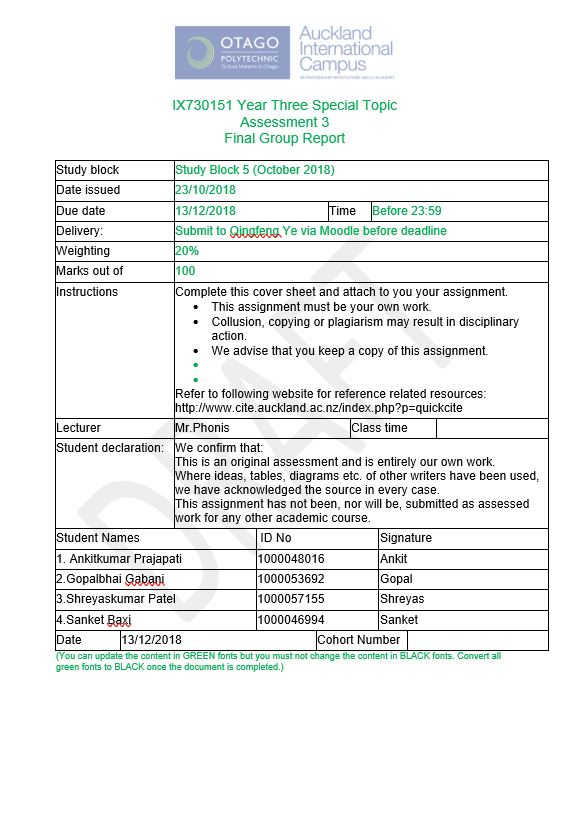 OTAGO
POLYTECHNIC
Te Kura Matatini ki Otago
Auckland
International
Campus
IN PARTNERSHIP WITH FUTURE SKILLS ACADEMY
IX730151 Year Three Special Topic
Assessment 3
Final Group Report
Study block Study Block 5 (October 2018)
Date issued 23/10/2018
Due date 13/12/2018 Time Before 23:59
Delivery: Submit to Qingfeng Ye via Moodle before deadline
Weighting 20%
Marks out of 100
Instructions Complete this cover sheet and attach to you your assignment.
• This assignment must be your own work.
• Collusion, copying or plagiarism may result in disciplinary
action.
• We advise that you keep a copy of this assignment.
•
•
Refer to following website for reference related resources:
http://www.cite.auckland.ac.nz/index.php?p=quickcite
Lecturer Mr.Phonis Class time
Student declaration: We confirm that:
This is an original assessment and is entirely our own work.
Where ideas, tables, diagrams etc. of other writers have been used,
we have acknowledged the source in every case.
This assignment has not been, nor will be, submitted as assessed
work for any other academic course.
Student Names ID No Signature
1. Ankitkumar Prajapati 1000048016 Ankit
2.Gopalbhai Gabani 1000053692 Gopal
3.Shreyaskumar Patel 1000057155 Shreyas
4.Sanket Baxi 1000046994 Sanket
Date 13/12/2018 Cohort Number
(You can update the content in GREEN fonts but you must not change the content in BLACK fonts. Convert all
green fonts to BLACK once the document is completed.)
DRAFT